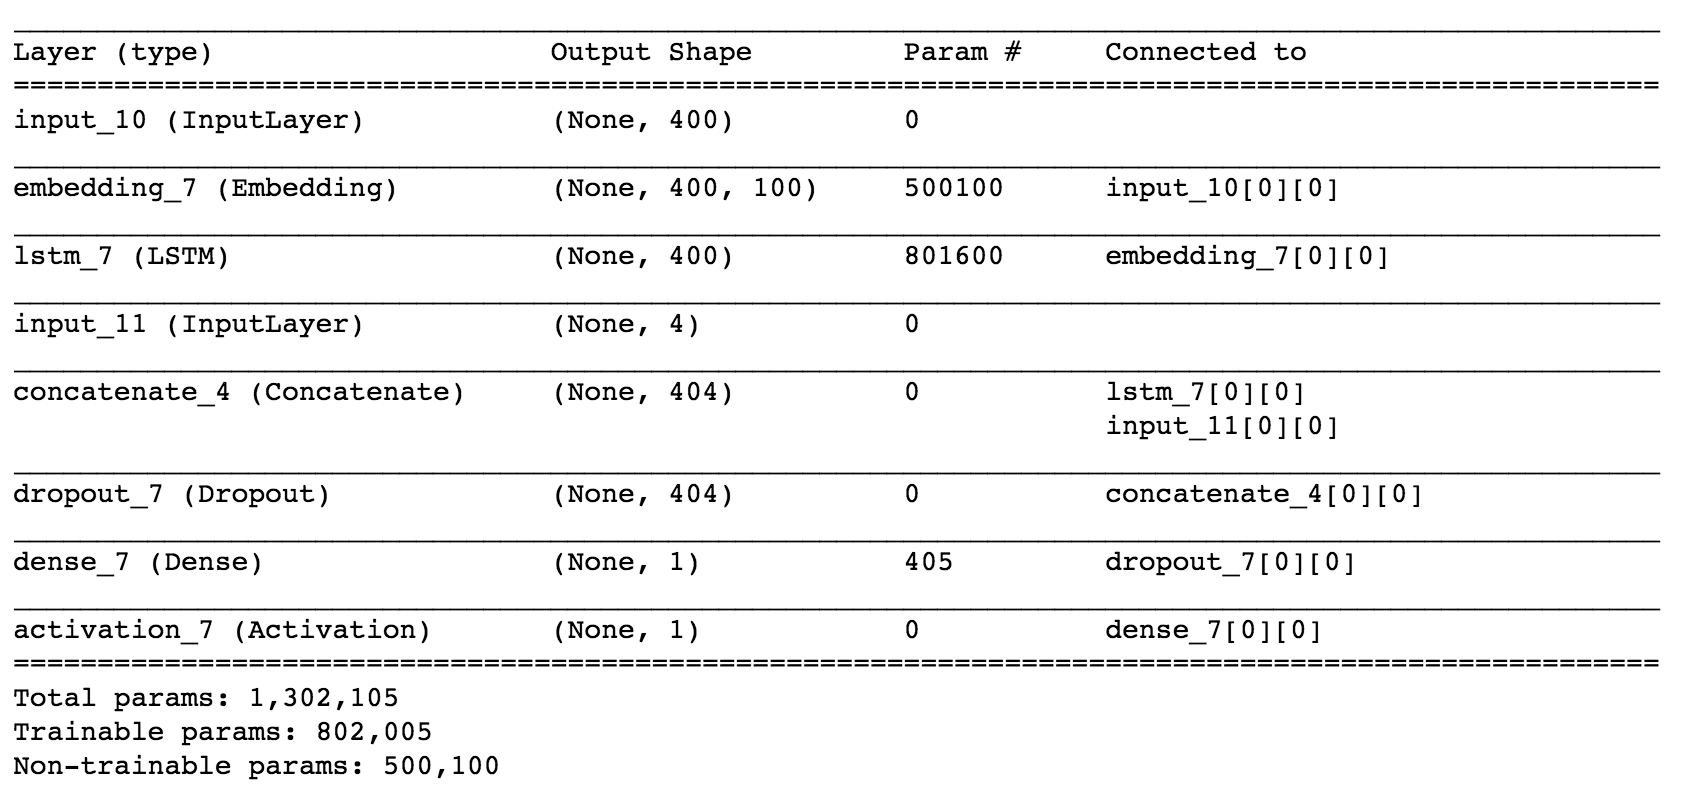 Layer (type) Output Shape Param # Connected to
input_10 (InputLayer) (None, 400) 0
embedding_7 (Embedding) (None, 400, 100) 500100 input_10[0][0]
lstm_7 (LSTM) (None, 400) 801600 embedding_7[0][0]
input_11 (InputLayer) (None, 4) 0
concatenate_4 (Concatenate) (None, 404) 0 lstm_7[0][0]
input_11[0][0]
dropout_7 (Dropout) (None, 404) 0 concatenate_4[0][0]
dense_7 (Dense) (None, 1) 405 dropout_7[0][0]
activation_7 (Activation) (None, 1) 0 dense_7[0][0]
Total params: 1,302,105
Trainable params: 802,005
Non-trainable params: 500,100